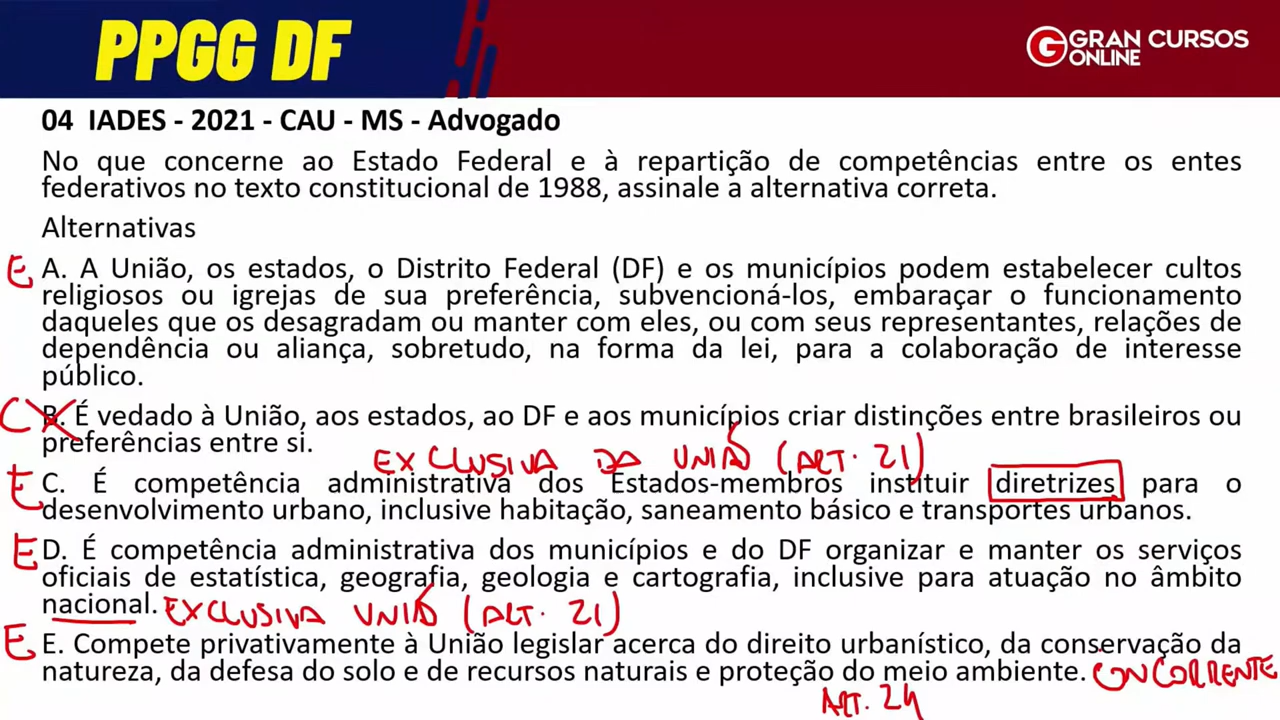 PPGG DF
GRAN CURSOS
ONLINE
04 IADES - 2021 - CAU - MS - Advogado
No que concerne ao Estado Federal e à repartição de competências entre os entes
federativos no texto constitucional de 1988, assinale a alternativa correta.
Alternativas
E A. A União, os estados, o Distrito Federal (DF) e os municípios podem estabelecer cultos
religiosos ou igrejas de sua preferência, subvencioná-los, embaraçar o funcionamento
daqueles que os desagradam ou manter com eles, ou com seus representantes, relações de
dependência ou aliança, sobretudo, na forma da lei, para a colaboração de interesse
público.
C B. É vedado à União, aos estados, ao DF e aos municípios criar distinções entre brasileiros ou
preferências entre si.
EXCLUSIVA DA UNIÃO (ART. 21)
E C. É competência administrativa dos Estados-membros instituir diretrizes para o
desenvolvimento urbano, inclusive habitação, saneamento básico e transportes urbanos.
E D. É competência administrativa dos municípios e do DF organizar e manter os serviços
oficiais de estatística, geografia, geologia e cartografia, inclusive para atuação no âmbito
nacional. EXCLUSIVA UNIÃO (ART. 21)
E E. Compete privativamente à União legislar acerca do direito urbanístico, da conservação da
natureza, da defesa do solo e de recursos naturais e proteção do meio ambiente. CONCORRENTE
ART. 24